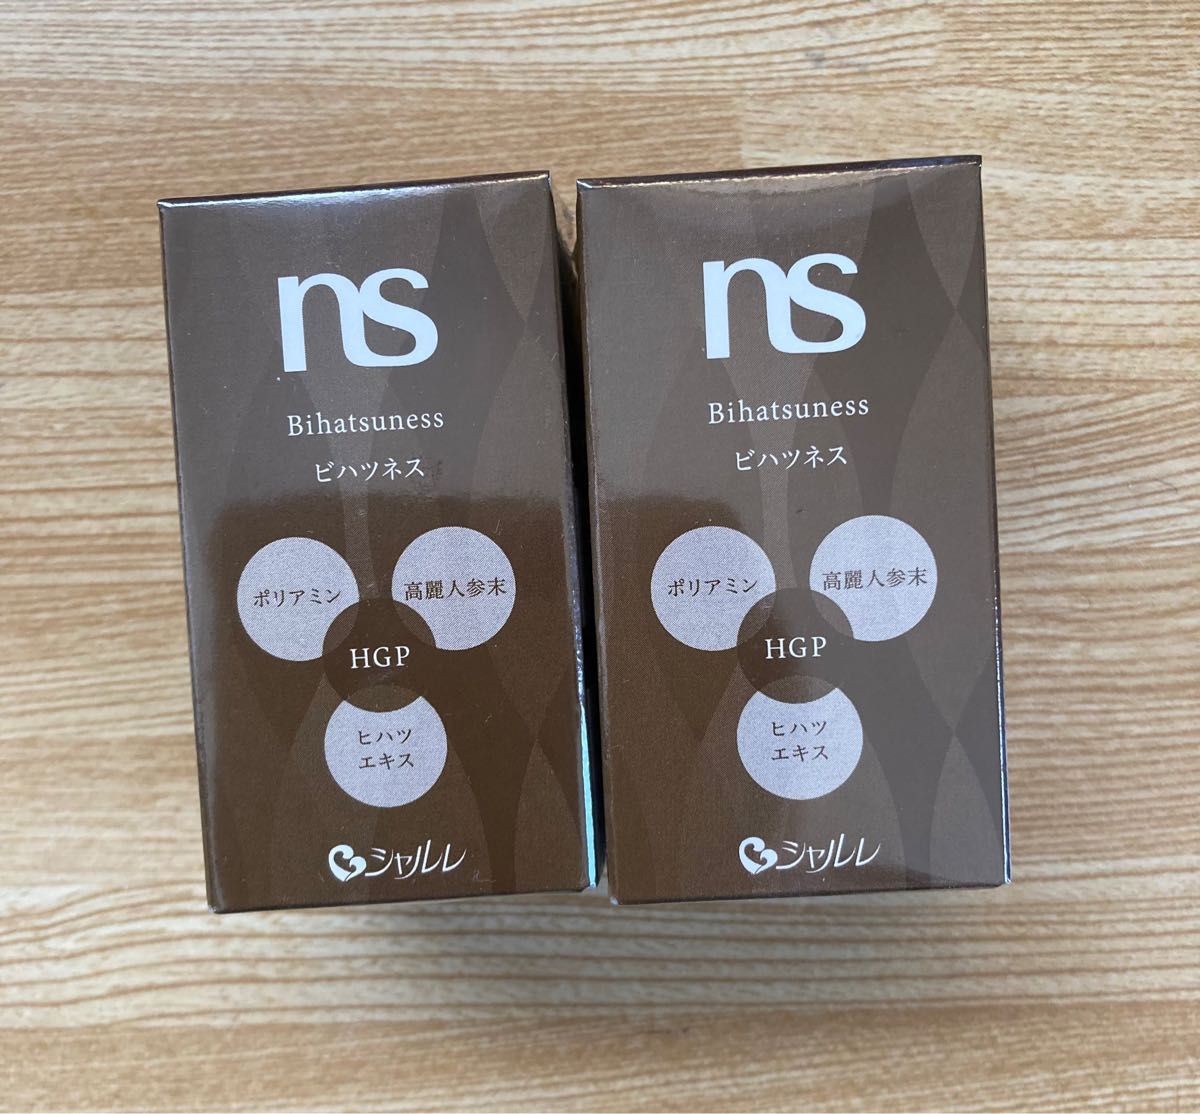 ns
Bihatsuness
ビハツネス
ポリアミン
高麗人参末
HGP
ヒハツ
エキス
シャルレ
ns
Bihatsuness
ビハツネス
ポリアミン
高麗人参末
HGP
ヒハツ
エキス
シャルレ